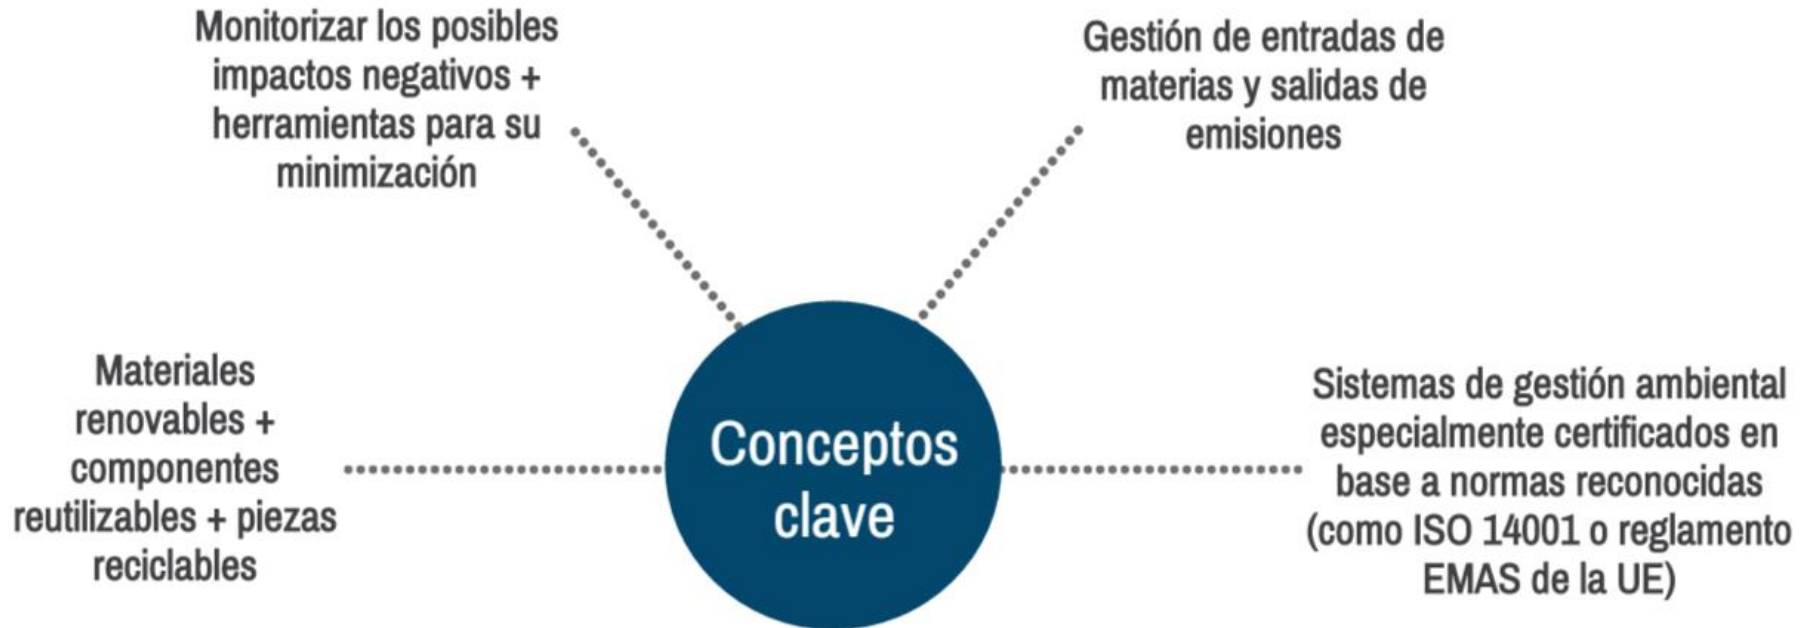 Monitorizar los posibles
impactos negativos +
herramientas para su
minimización
Gestión de entradas de
materias y salidas de
emisiones
Materiales
renovables +
componentes
reutilizables + piezas
reciclables
Conceptos
clave
Sistemas de gestión ambiental
especialmente certificados en
base a normas reconocidas
(como ISO 14001 o reglamento
EMAS de la UE)